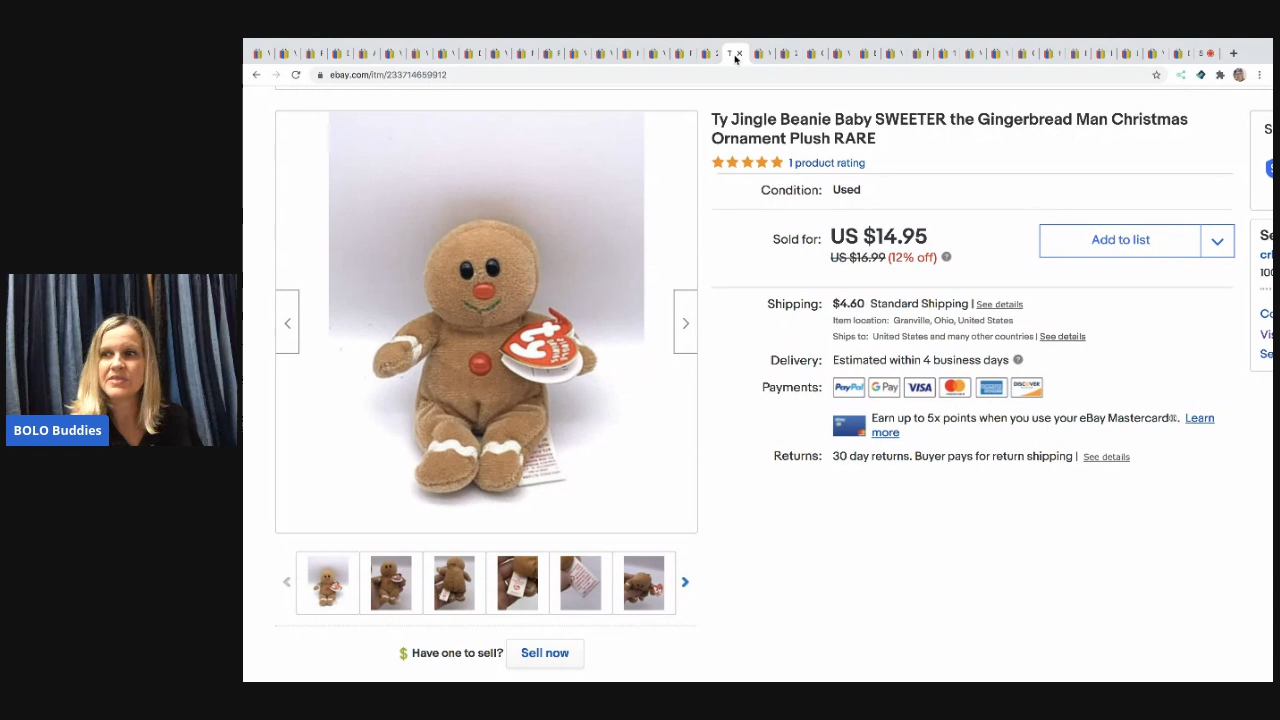 ebay.com/itm/233714659912
Ty Jingle Beanie Baby SWEETER the Gingerbread Man Christmas
Ornament Plush RARE
1 product rating
Condition: Used
Sold for: US $14.95
US $16.99 (12% off)
Add to list
Shipping: $4.60 Standard Shipping | See details
Item location: Granville, Ohio, United States
Ships to: United States and many other countries | See details
Delivery: Estimated within 4 business days
Payments: PayPal G Pay VISA
DISCOVER
Earn up to 5x points when you use your eBay Mastercard®. Learn
more
Returns: 30 day returns. Buyer pays for return shipping | See details
ty
BOLO Buddies
Have one to sell? Sell now